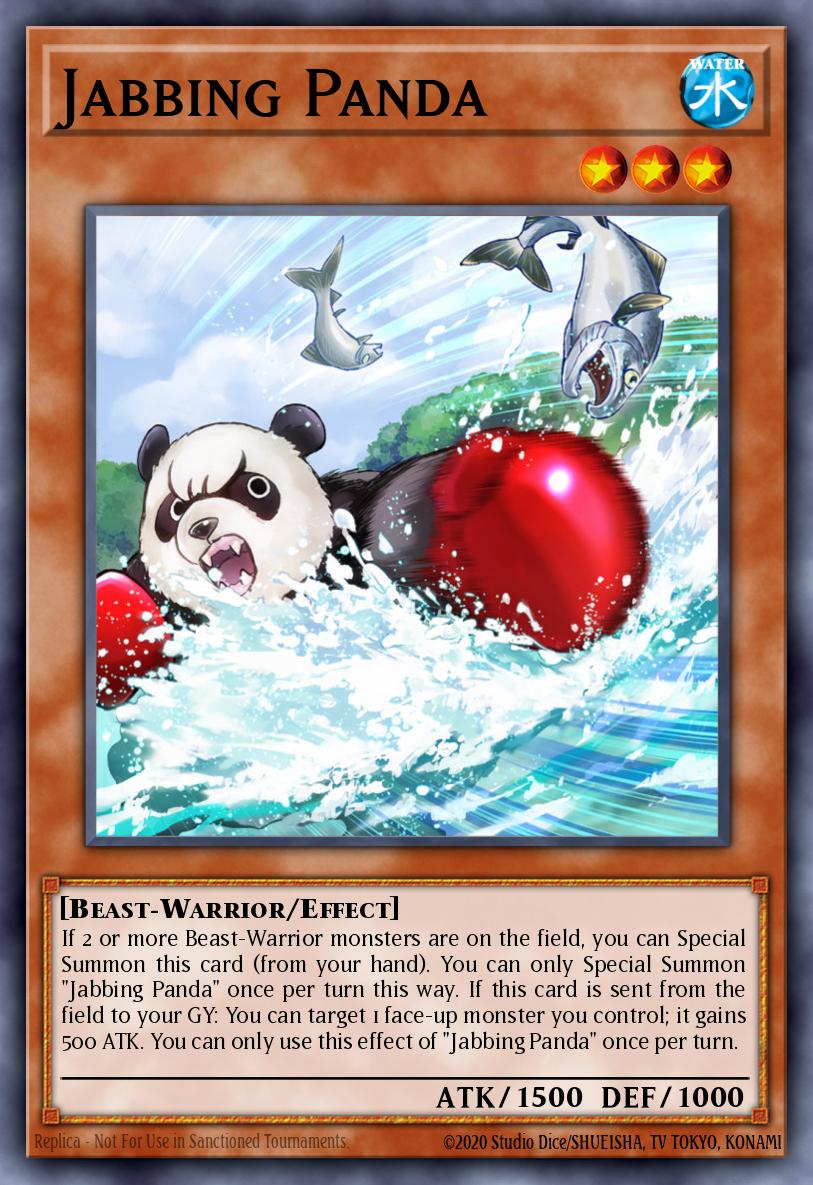 Jabbing Panda
WATER
水
[Beast-Warrior/Effect]
If 2 or more Beast-Warrior monsters are on the field, you can Special
Summon this card (from your hand). You can only Special Summon
"Jabbing Panda" once per turn this way. If this card is sent from the
field to your GY: You can target 1 face-up monster you control; it gains
500 ATK. You can only use this effect of "Jabbing Panda" once per turn.
ATK/1500 DEF/1000
Replica - Not For Use in Sanctioned Tournaments.
©2020 Studio Dice/SHUEISHA, TV TOKYO, KONAMI